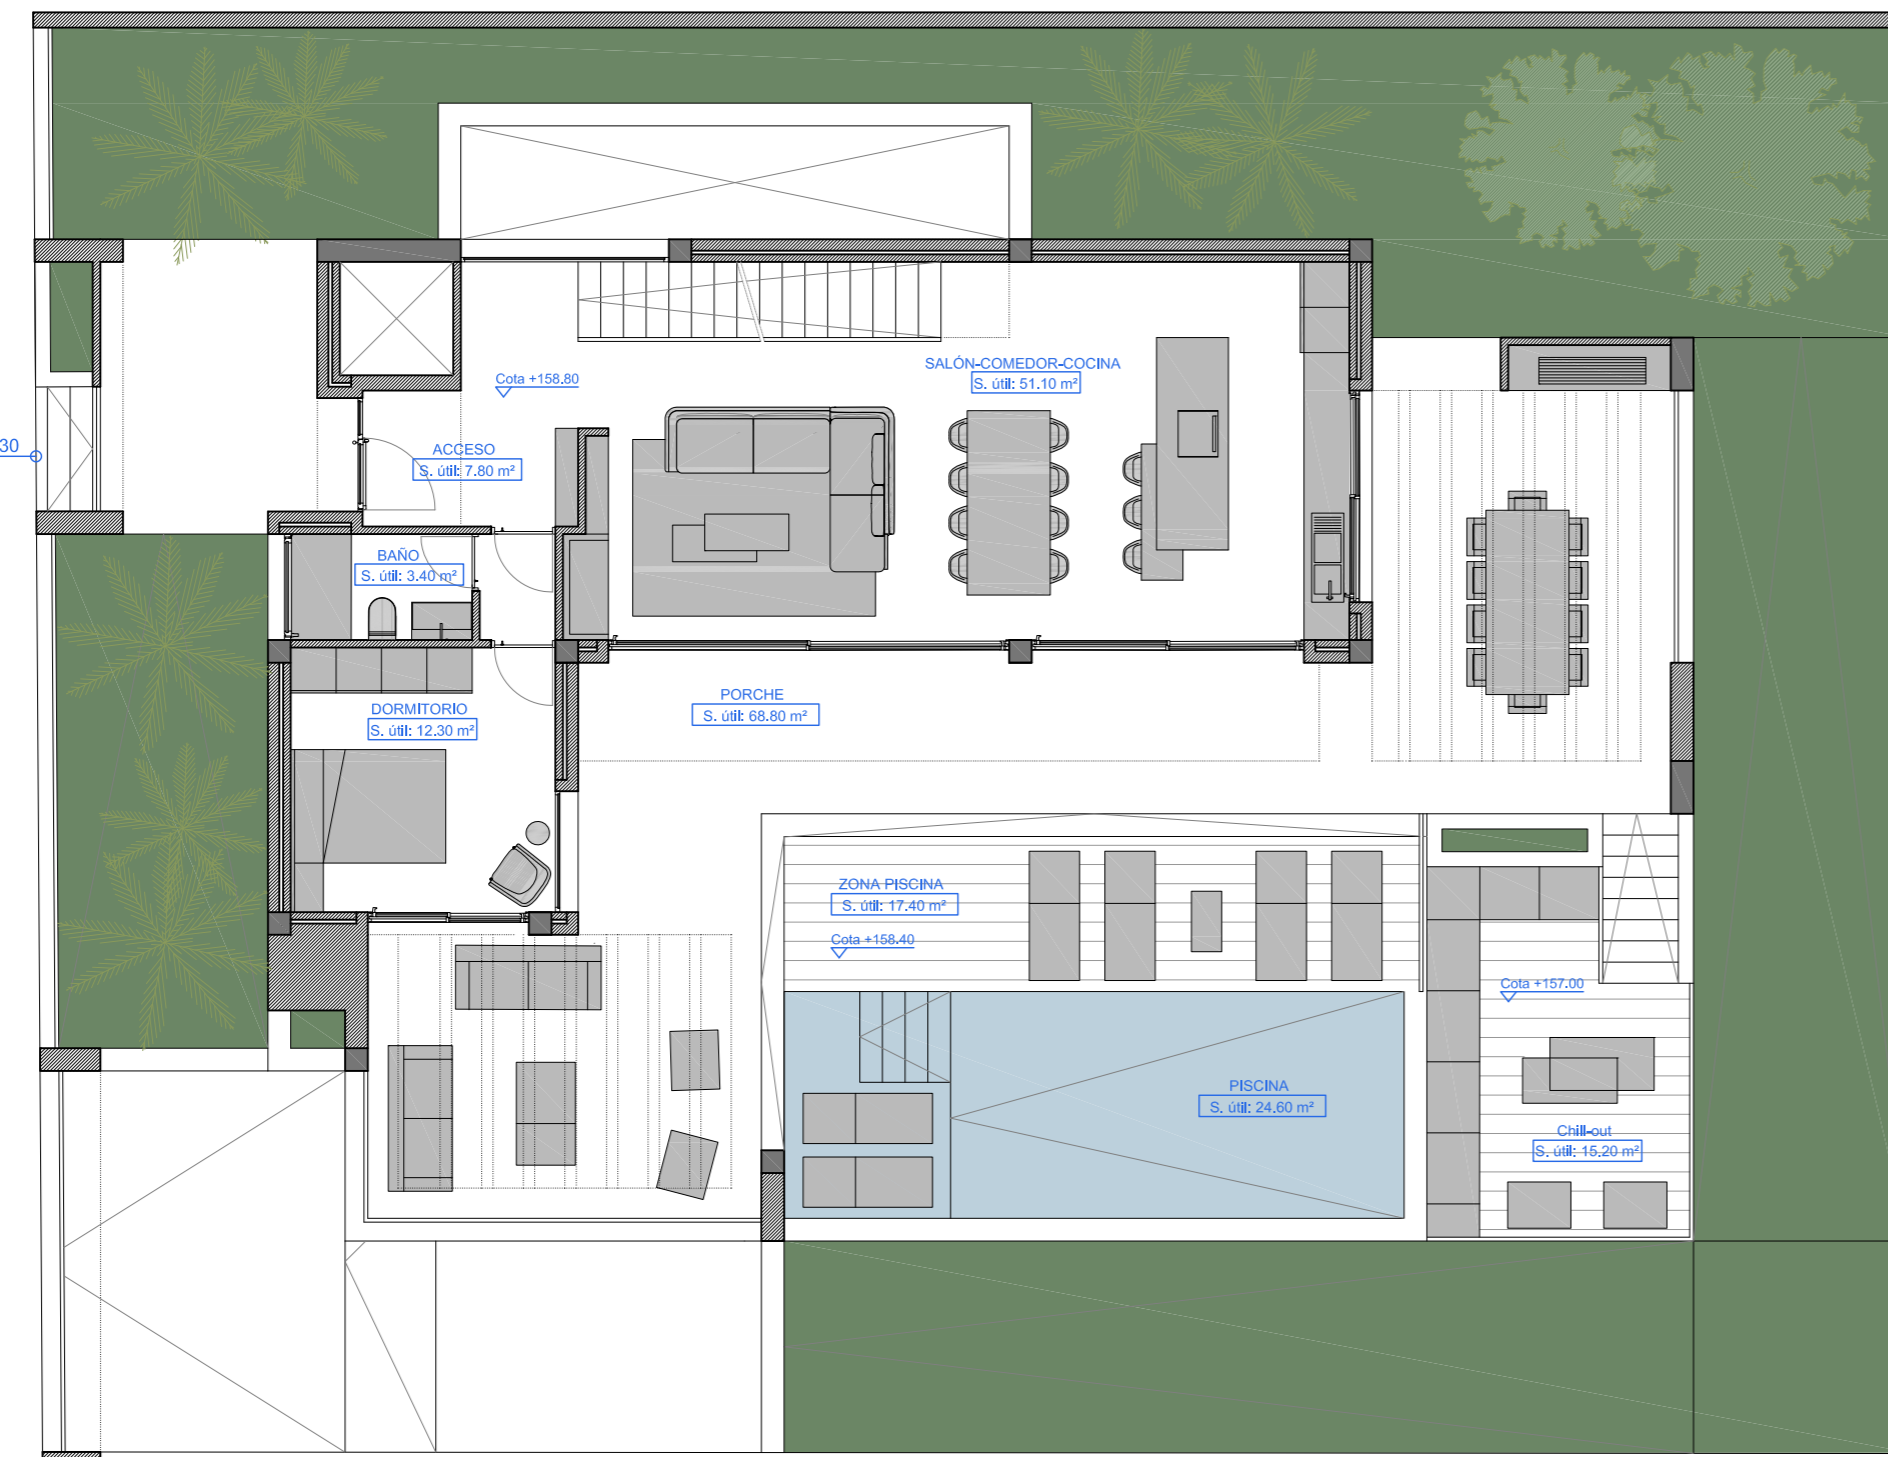 SALÓN-COMEDOR-COCINA
S. útil: 51.10 m²
Cota +158.80
30
ACCESO
S. útil: 7.80 m²
BAÑO
S. útil: 3.40 m²
PORCHE
S. útil: 68.80 m²
DORMITORIO
S. útil: 12.30 m²
ZONA PISCINA
S. útil: 17.40 m²
Cota +158.40
Cota +157.00
PISCINA
S. útil: 24.60 m²
Chill-out
S. útil: 15.20 m²